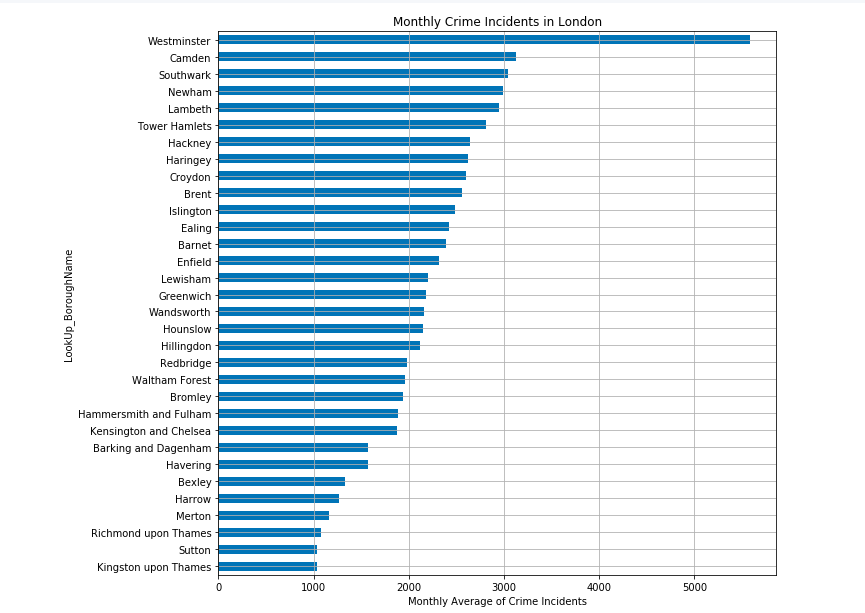 Monthly Crime Incidents in London
LookUp_BoroughName
Westminster
Camden
Southwark
Newham
Lambeth
Tower Hamlets
Hackney
Haringey
Croydon
Brent
Islington
Ealing
Barnet
Enfield
Lewisham
Greenwich
Wandsworth
Hounslow
Hillingdon
Redbridge
Waltham Forest
Bromley
Hammersmith and Fulham
Kensington and Chelsea
Barking and Dagenham
Havering
Bexley
Harrow
Merton
Richmond upon Thames
Sutton
Kingston upon Thames
0 1000 2000 3000 4000 5000
Monthly Average of Crime Incidents